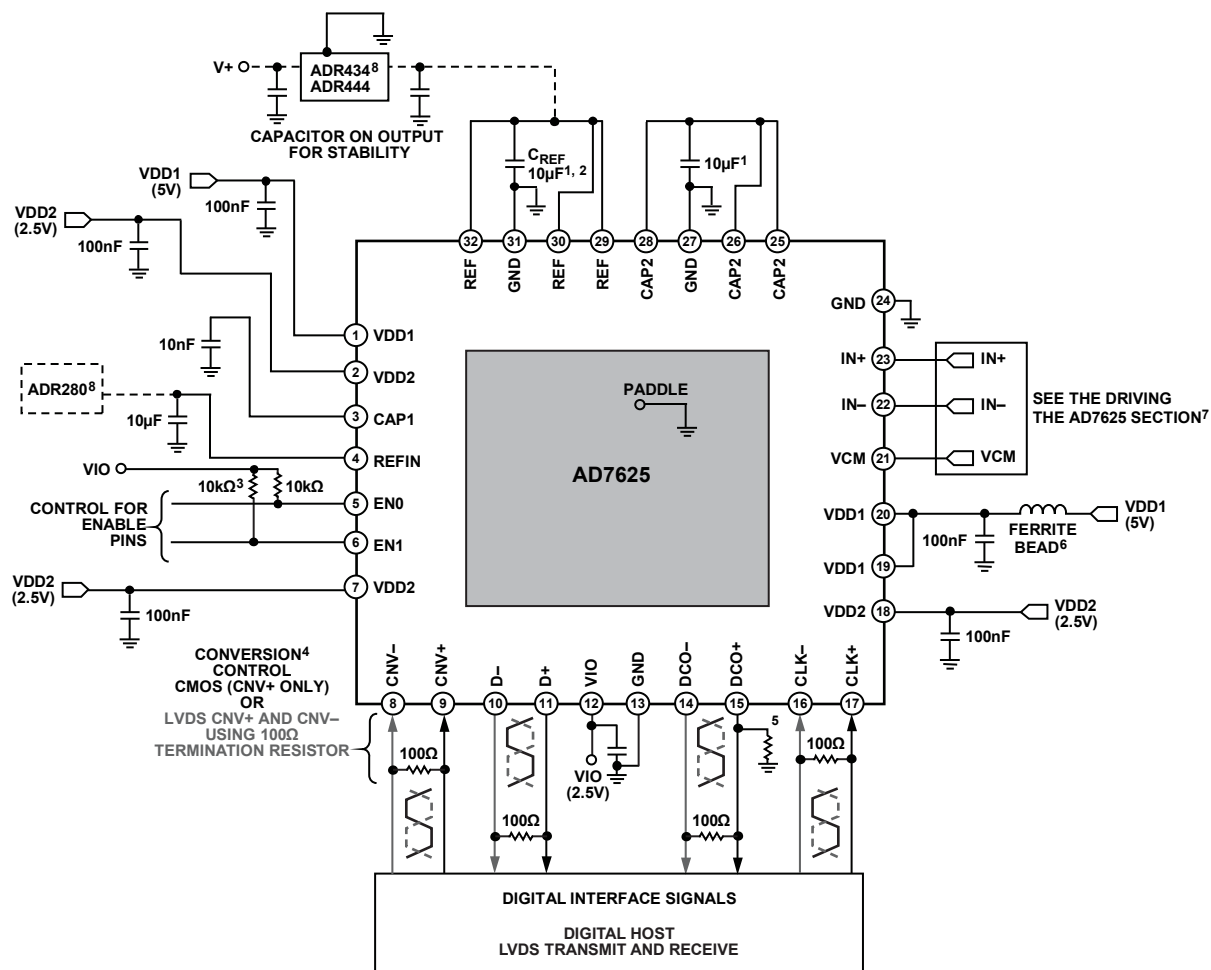 V+
ADR434⁸
ADR444
CAPACITOR ON OUTPUT
FOR STABILITY
VDD1
(5V)
100nF
VDD2
(2.5V)
100nF
CREF
10µF¹, ²
10µF¹
32
31
30
29
28
27
26
25
REF
GND
REF
REF
CAP2
GND
CAP2
CAP2
10nF
ADR280⁸
10µF
VIO
10kΩ³
10kΩ
CONTROL FOR
ENABLE
PINS
VDD2
(2.5V)
100nF
1 VDD1
2 VDD2
3 CAP1
4 REFIN
5 EN0
6 EN1
7 VDD2
PADDLE
AD7625
GND 24
IN+ 23
IN– 22
VCM 21
VDD1 20
VDD1 19
VDD2 18
IN+
IN–
VCM
SEE THE DRIVING
THE AD7625 SECTION⁷
VDD1
(5V)
100nF
FERRITE
BEAD⁶
VDD2
(2.5V)
100nF
CONVERSION⁴
CONTROL
CMOS (CNV+ ONLY)
OR
LVDS CNV+ AND CNV–
USING 100Ω
TERMINATION RESISTOR
CNV–
CNV+
D–
D+
VIO
GND
DCO–
DCO+
CLK–
CLK+
8
9
10
11
12
13
14
15
16
17
5
100Ω
100Ω
VIO
(2.5V)
100Ω
100Ω
DIGITAL INTERFACE SIGNALS
DIGITAL HOST
LVDS TRANSMIT AND RECEIVE